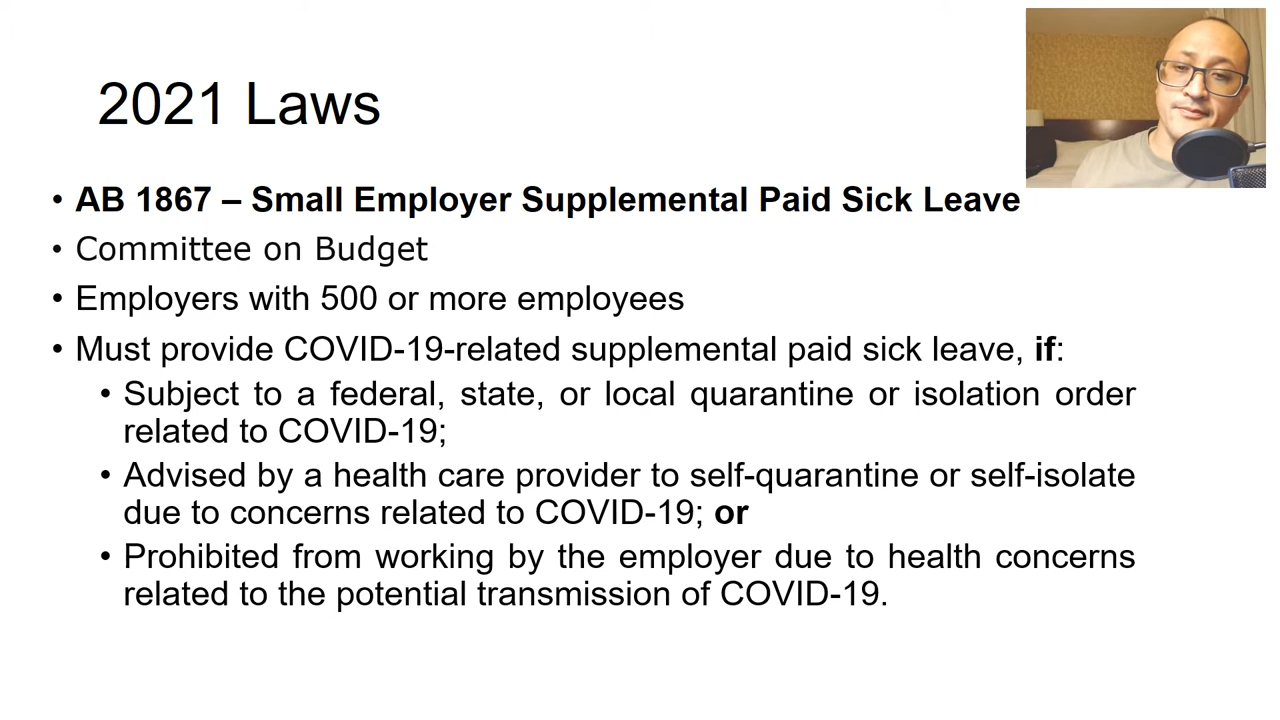 2021 Laws
• AB 1867 – Small Employer Supplemental Paid Sick Leave
• Committee on Budget
• Employers with 500 or more employees
• Must provide COVID-19-related supplemental paid sick leave, if:
• Subject to a federal, state, or local quarantine or isolation order
related to COVID-19;
• Advised by a health care provider to self-quarantine or self-isolate
due to concerns related to COVID-19; or
• Prohibited from working by the employer due to health concerns
related to the potential transmission of COVID-19.